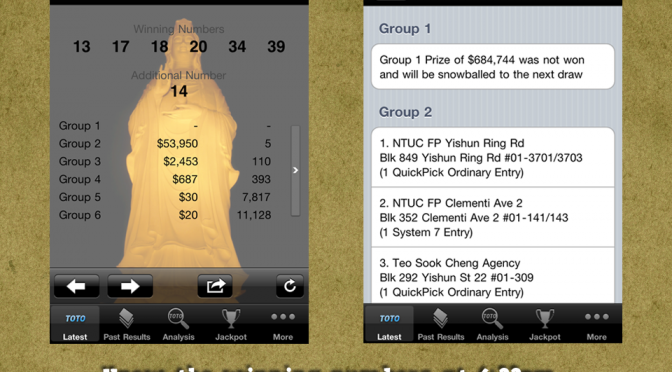 Winning Numbers
13 17 18 20 34 39
Additional Number
14
Group 1 - -
Group 2 $53,950 5
Group 3 $2,453 110
Group 4 $687 393
Group 5 $30 7,817
Group 6 $20 11,128
TOTO
Latest Past Results Analysis Jackpot More
Group 1
Group 1 Prize of $684,744 was not won
and will be snowballed to the next draw
Group 2
1. NTUC FP Yishun Ring Rd
Blk 849 Yishun Ring Rd #01-3701/3703
(1 QuickPick Ordinary Entry)
2. NTUC FP Clementi Ave 2
Blk 352 Clementi Ave 2 #01-141/143
(1 System 7 Entry)
3. Teo Sook Cheng Agency
Blk 292 Yishun St 22 #01-309
(1 QuickPick Ordinary Entry)
TOTO
Latest Past Results Analysis Jackpot More
the winning numbers at